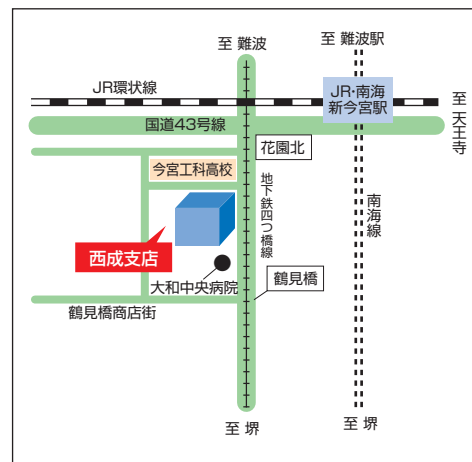 至 難波
至 難波駅
JR環状線
JR・南海
新今宮駅
至 天王寺
国道43号線
花園北
今宮工科高校
地下鉄四つ橋線
南海線
西成支店
大和中央病院
鶴見橋
鶴見橋商店街
至 堺
至 堺